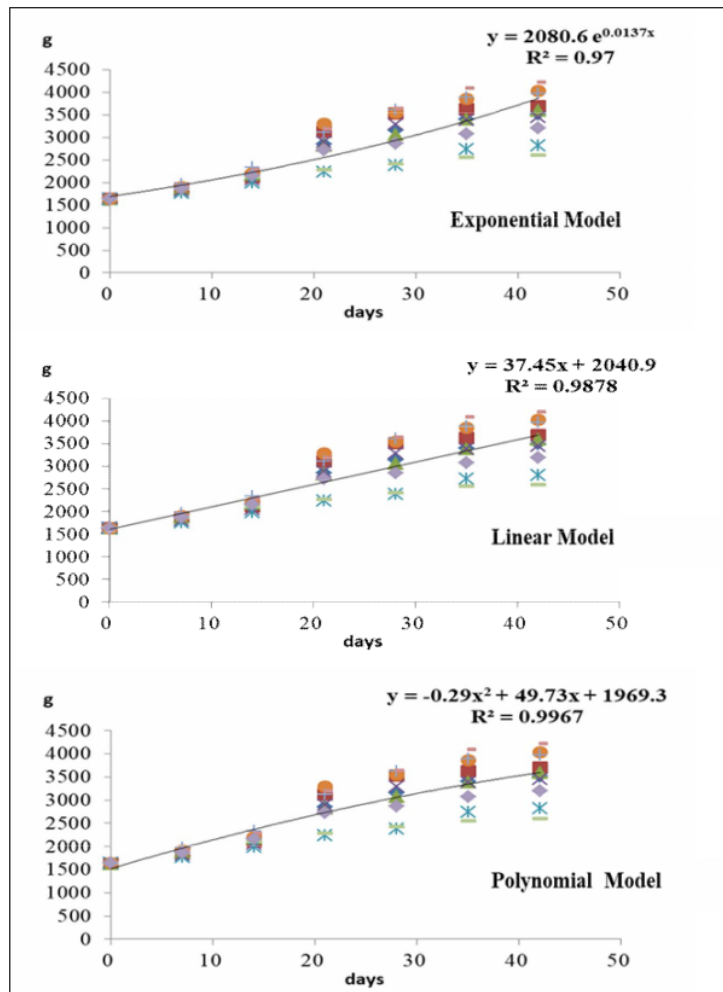 g
y = 2080.6 e^0.0137x
R² = 0.97
4500
4000
3500
3000
2500
2000
1500
1000
500
0
Exponential Model
0 10 20 30 40 50
days
g
y = 37.45x + 2040.9
R² = 0.9878
4500
4000
3500
3000
2500
2000
1500
1000
500
0
Linear Model
0 10 20 30 40 50
days
g
y = -0.29x² + 49.73x + 1969.3
R² = 0.9967
4500
4000
3500
3000
2500
2000
1500
1000
500
0
Polynomial Model
0 10 20 30 40 50
days